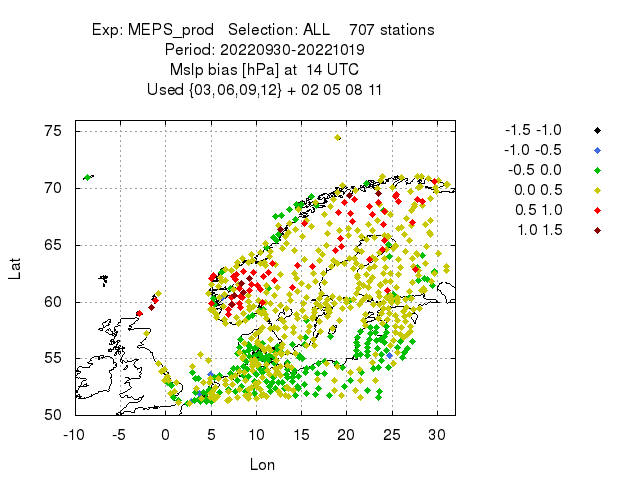 Exp: MEPS_prod   Selection: ALL    707 stations
Period: 20220930-20221019
Mslp bias [hPa] at  14 UTC
Used {03,06,09,12} + 02 05 08 11
75
70
65
60
55
50
Lat
-10 -5 0 5 10 15 20 25 30
Lon
-1.5 -1.0
-1.0 -0.5
-0.5 0.0
0.0 0.5
0.5 1.0
1.0 1.5